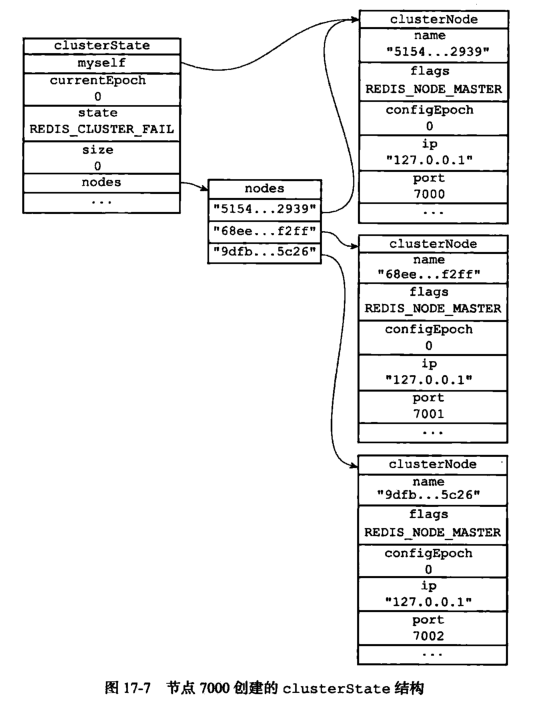 clusterState
myself
currentEpoch
0
state
REDIS_CLUSTER_FAIL
size
0
nodes
...
nodes
"5154...2939"
"68ee...f2ff"
"9dfb...5c26"
clusterNode
name
"5154...2939"
flags
REDIS_NODE_MASTER
configEpoch
0
ip
"127.0.0.1"
port
7000
...
clusterNode
name
"68ee...f2ff"
flags
REDIS_NODE_MASTER
configEpoch
0
ip
"127.0.0.1"
port
7001
...
clusterNode
name
"9dfb...5c26"
flags
REDIS_NODE_MASTER
configEpoch
0
ip
"127.0.0.1"
port
7002
...
图 17-7 节点 7000 创建的 clusterState 结构